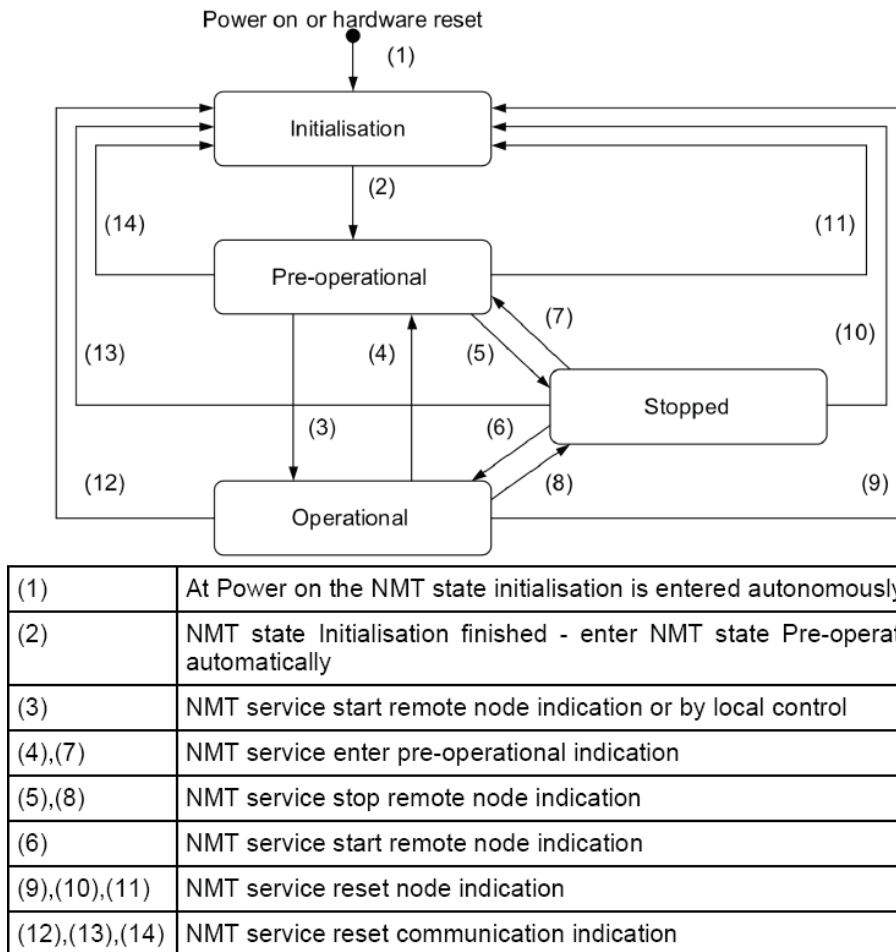 Power on or hardware reset
(1)
Initialisation
(2)
(14)
(11)
Pre-operational
(7)
(13)
(4)
(5)
(10)
Stopped
(3)
(6)
(12)
(8)
(9)
Operational
(1) At Power on the NMT state initialisation is entered autonomously
(2) NMT state Initialisation finished - enter NMT state Pre-operat
automatically
(3) NMT service start remote node indication or by local control
(4),(7) NMT service enter pre-operational indication
(5),(8) NMT service stop remote node indication
(6) NMT service start remote node indication
(9),(10),(11) NMT service reset node indication
(12),(13),(14) NMT service reset communication indication